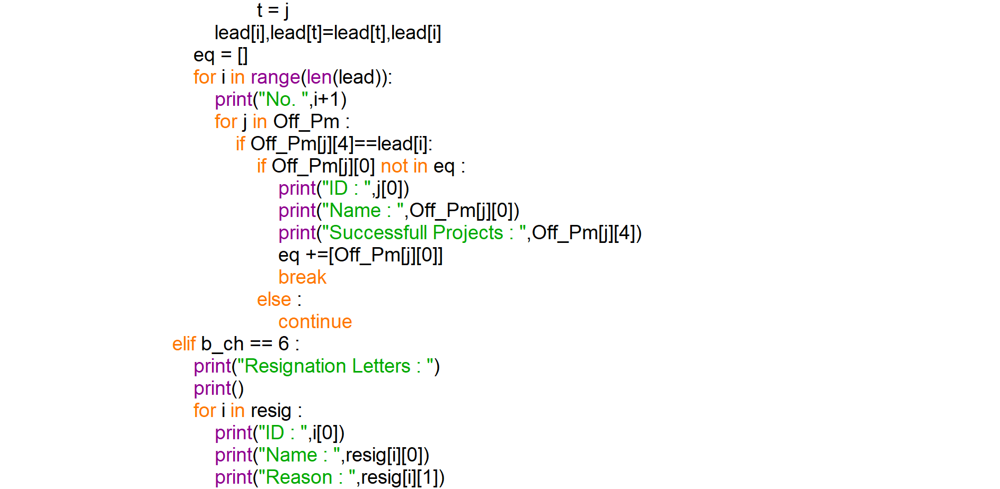 t = j
lead[i],lead[t]=lead[t],lead[i]
eq = []
for i in range(len(lead)):
print("No. ",i+1)
for j in Off_Pm :
if Off_Pm[j][4]==lead[i]:
if Off_Pm[j][0] not in eq :
print("ID : ",j[0])
print("Name : ",Off_Pm[j][0])
print("Successfull Projects : ",Off_Pm[j][4])
eq +=[Off_Pm[j][0]]
break
else :
continue
elif b_ch == 6 :
print("Resignation Letters : ")
print()
for i in resig :
print("ID : ",i[0])
print("Name : ",resig[i][0])
print("Reason : ",resig[i][1])